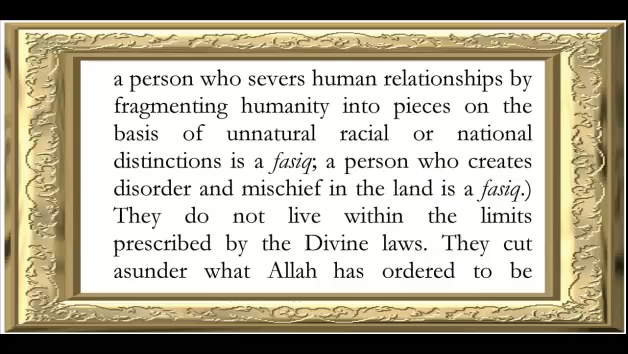 a person who severs human relationships by
fragmenting humanity into pieces on the
basis of unnatural racial or national
distinctions is a fasiq; a person who creates
disorder and mischief in the land is a fasiq.)
They do not live within the limits
prescribed by the Divine laws. They cut
asunder what Allah has ordered to be